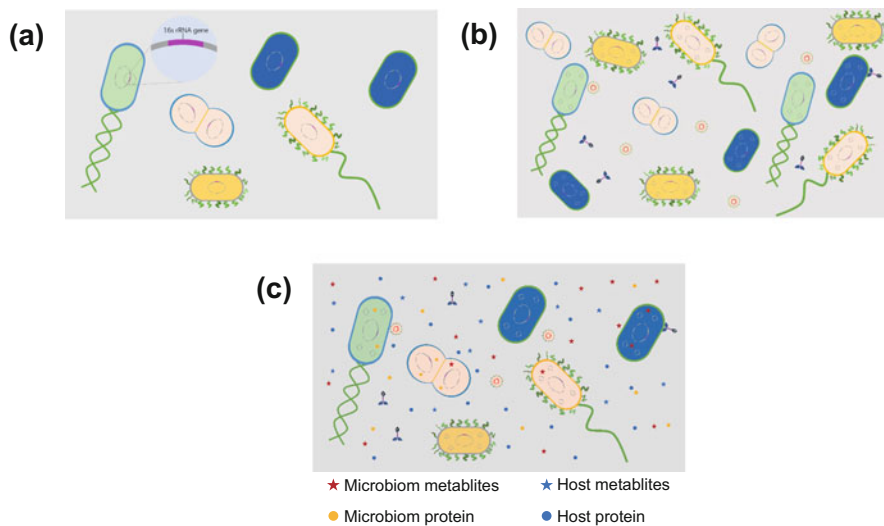 (a)
16s rRNA gene
(b)
(c)
★ Microbiom metablites ★ Host metablites
● Microbiom protein ● Host protein